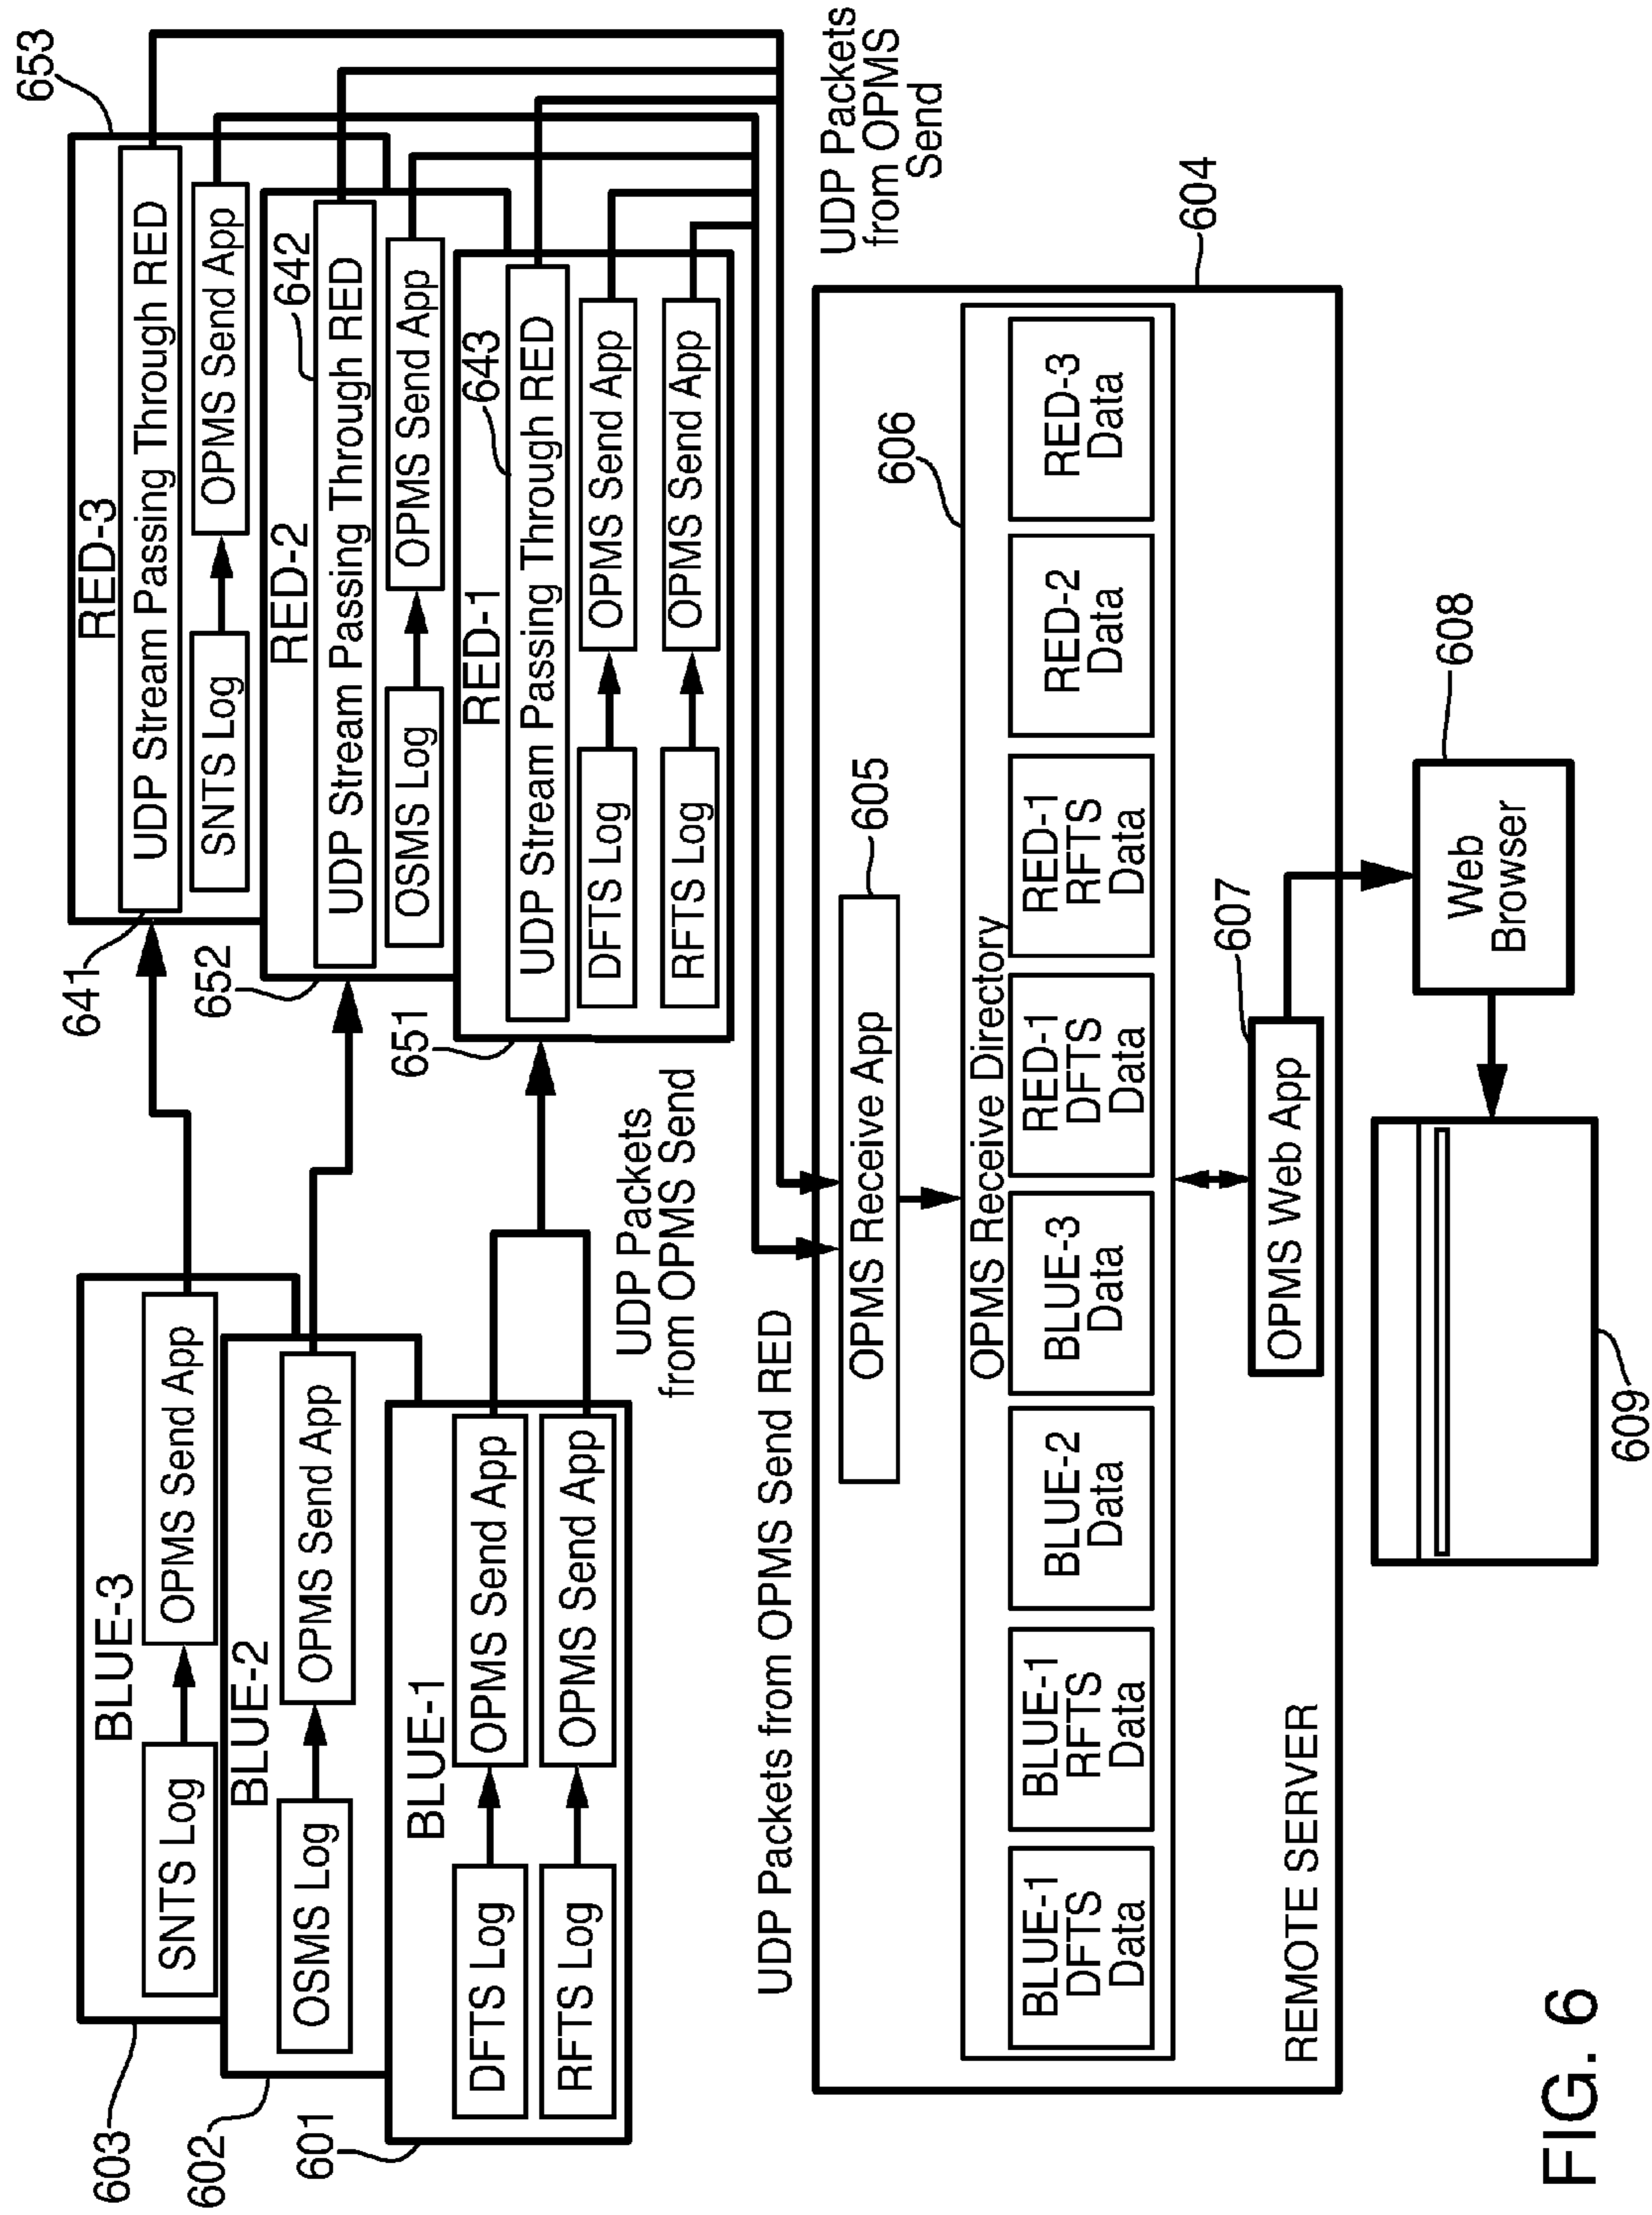 603
BLUE-3
SNTS Log
OPMS Send App
602
BLUE-2
OSMS Log
OPMS Send App
601
BLUE-1
DFTS Log
OPMS Send App
RFTS Log
OPMS Send App
UDP Packets
from OPMS Send
653
RED-3
641
UDP Stream Passing Through RED
SNTS Log
OPMS Send App
652
RED-2
642
UDP Stream Passing Through RED
OSMS Log
OPMS Send App
651
RED-1
643
UDP Stream Passing Through RED
DFTS Log
OPMS Send App
RFTS Log
OPMS Send App
UDP Packets from OPMS Send RED
UDP Packets
from OPMS
Send
604
605
OPMS Receive App
606
OPMS Receive Directory
BLUE-1
DFTS
Data
BLUE-1
RFTS
Data
BLUE-2
Data
BLUE-3
Data
RED-1
DFTS
Data
RED-1
RFTS
Data
RED-2
Data
RED-3
Data
REMOTE SERVER
607
OPMS Web App
608
Web
Browser
609
FIG. 6